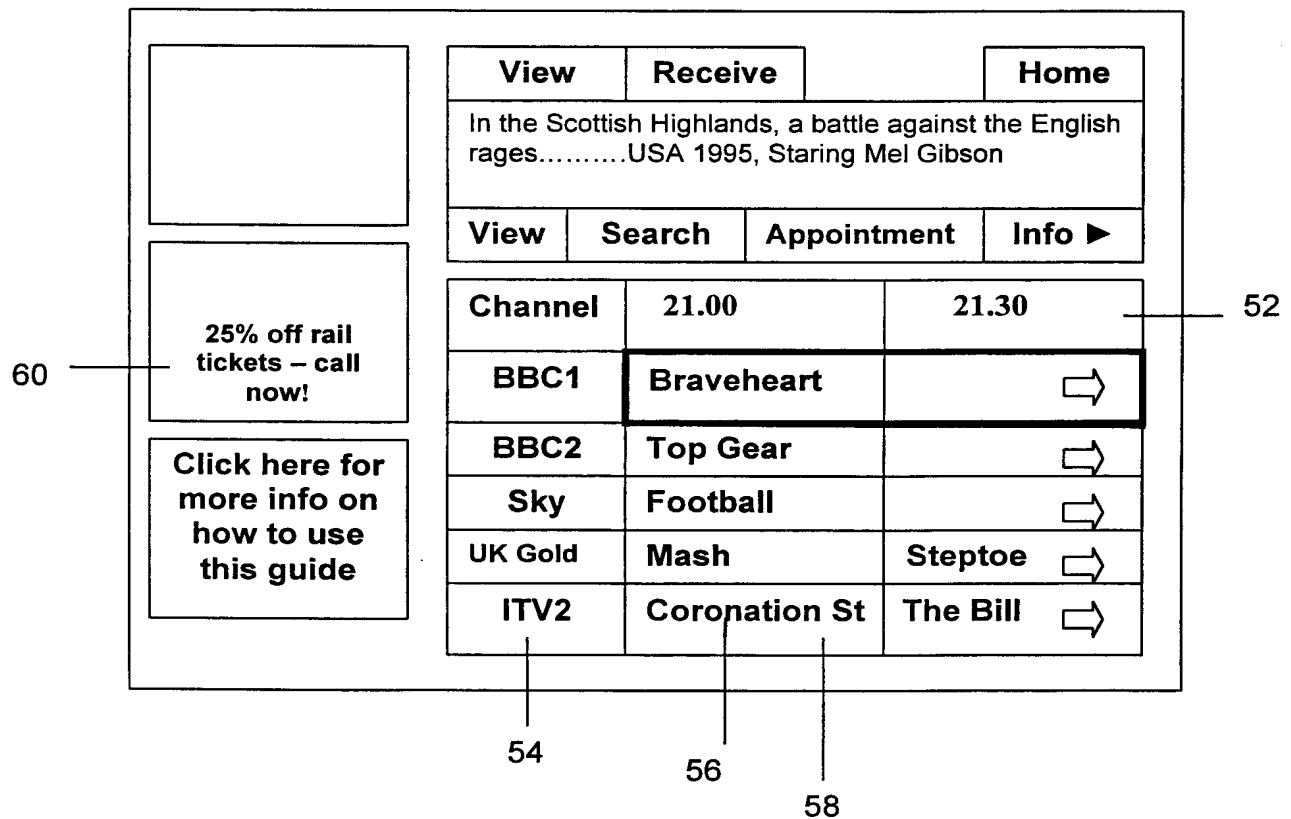 View Receive Home
In the Scottish Highlands, a battle against the English
rages..........USA 1995, Staring Mel Gibson
View Search Appointment Info ►
25% off rail
tickets – call
now!
Click here for
more info on
how to use
this guide
Channel 21.00 21.30
BBC1 Braveheart
BBC2 Top Gear
Sky Football
UK Gold Mash Steptoe
ITV2 Coronation St The Bill
52
60
54
56
58